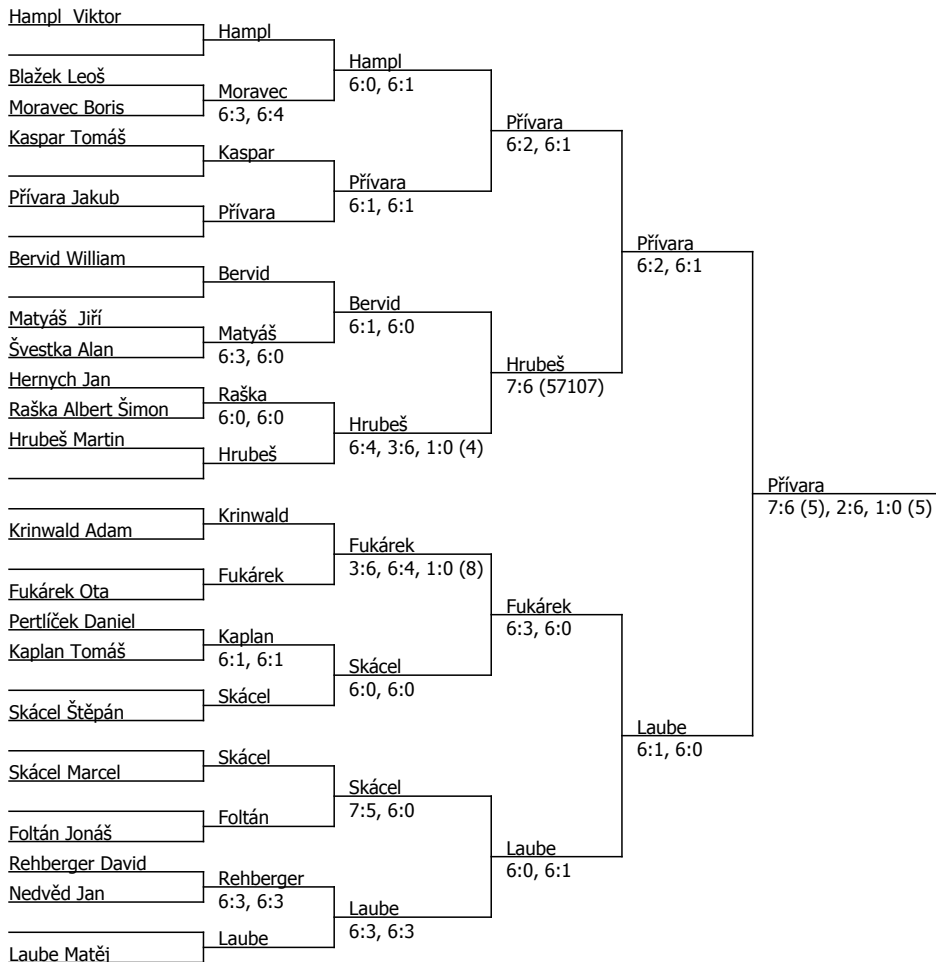 Hampl  Viktor
Hampl
Hampl
6:0, 6:1
Blažek Leoš
Moravec
6:3, 6:4
Moravec Boris
Přívara
6:2, 6:1
Kaspar Tomáš
Kaspar
Přívara
6:1, 6:1
Přívara Jakub
Přívara
Přívara
6:2, 6:1
Bervid William
Bervid
Bervid
6:1, 6:0
Matyáš  Jiří
Matyáš
6:3, 6:0
Švestka Alan
Hrubeš
7:6 (57107)
Hernych Jan
Raška
6:0, 6:0
Raška Albert Šimon
Hrubeš
6:4, 3:6, 1:0 (4)
Hrubeš Martin
Hrubeš
Přívara
7:6 (5), 2:6, 1:0 (5)
Krinwald
Krinwald Adam
Fukárek
3:6, 6:4, 1:0 (8)
Fukárek
Fukárek Ota
Fukárek
6:3, 6:0
Pertlíček Daniel
Kaplan
6:1, 6:1
Kaplan Tomáš
Skácel
6:0, 6:0
Skácel
Skácel Štěpán
Laube
6:1, 6:0
Skácel
Skácel Marcel
Skácel
7:5, 6:0
Foltán
Foltán Jonáš
Laube
6:0, 6:1
Rehberger David
Rehberger
6:3, 6:3
Nedvěd Jan
Laube
6:3, 6:3
Laube
Laube Matěj